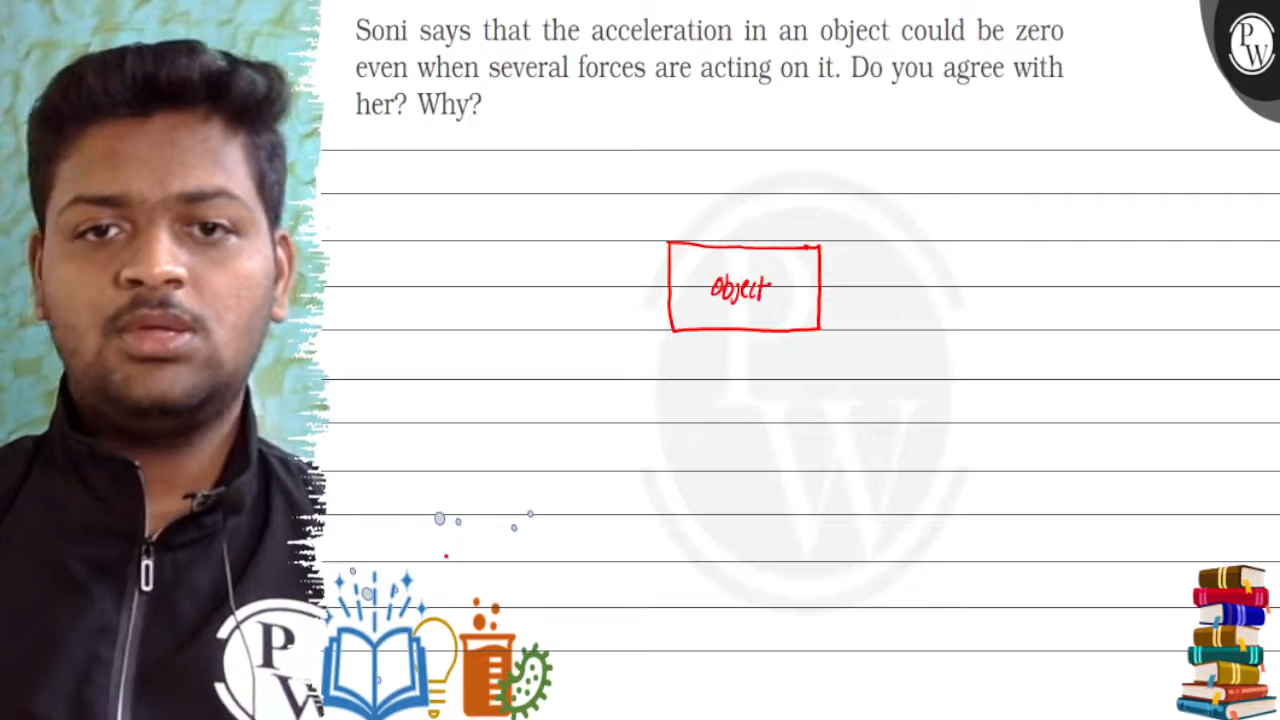 Soni says that the acceleration in an object could be zero
even when several forces are acting on it. Do you agree with
her? Why?
P
W
object
P
W
P
W